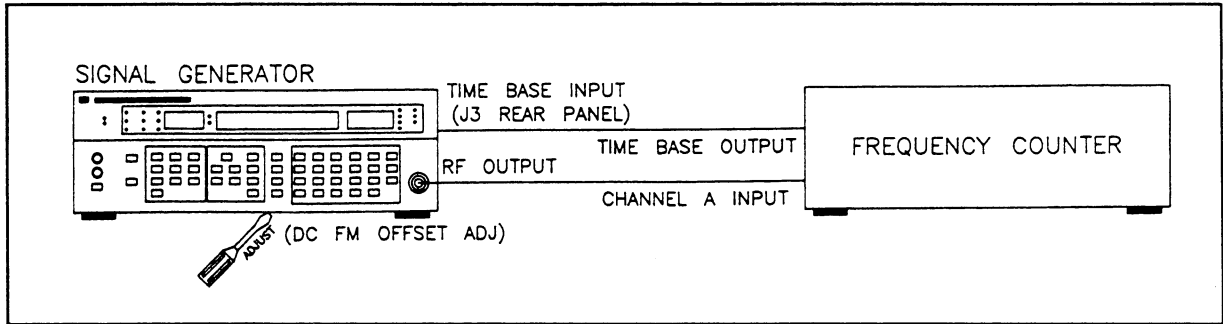 SIGNAL GENERATOR
TIME BASE INPUT
(J3 REAR PANEL)
TIME BASE OUTPUT
FREQUENCY COUNTER
RF OUTPUT
CHANNEL A INPUT
ADJUST
(DC FM OFFSET ADJ)